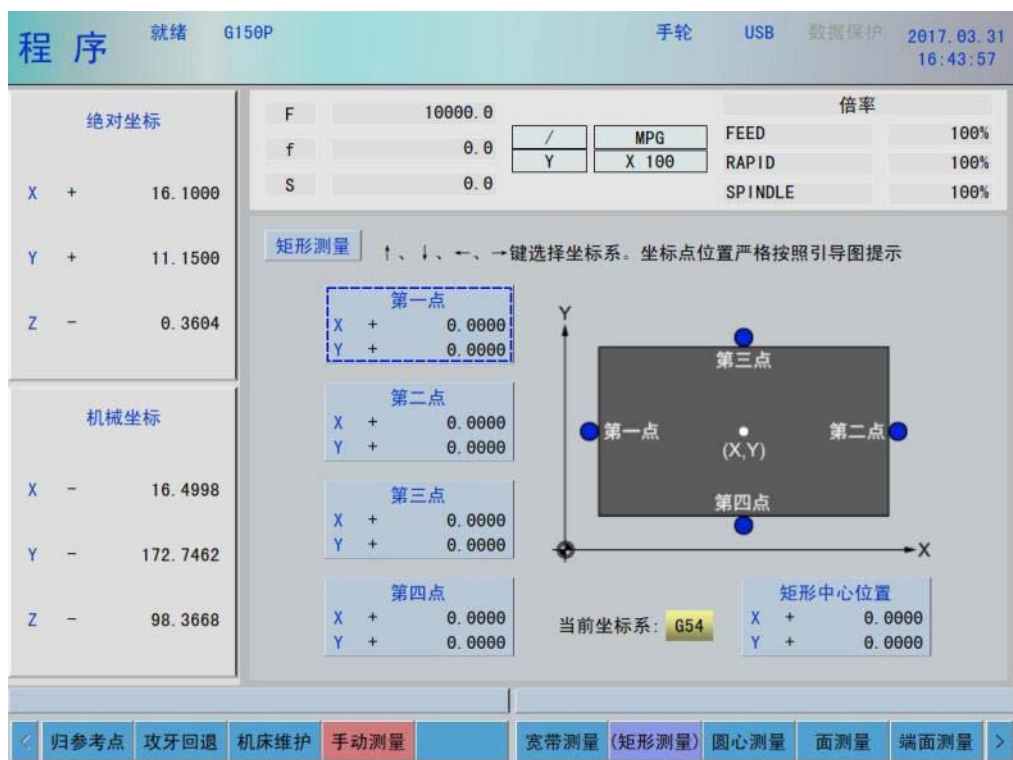 程 序 就绪 G150P 手轮 USB 数据保护 2017.03.31
16:43:57
绝对坐标
X + 16.1000
Y + 11.1500
Z - 0.3604
机械坐标
X - 16.4998
Y - 172.7462
Z - 98.3668
F 10000.0
f 0.0
S 0.0
/ MPG
Y X 100
倍率
FEED 100%
RAPID 100%
SPINDLE 100%
矩形测量 ↑、↓、←、→键选择坐标系。坐标点位置严格按照引导图提示
第一点
X + 0.0000
Y + 0.0000
第二点
X + 0.0000
Y + 0.0000
第三点
X + 0.0000
Y + 0.0000
第四点
X + 0.0000
Y + 0.0000
Y
第三点
第一点 第二点
(X,Y)
第四点
X
当前坐标系: G54
矩形中心位置
X + 0.0000
Y + 0.0000
< 归参考点 攻牙回退 机床维护 手动测量 宽带测量 (矩形测量) 圆心测量 面测量 端面测量 >